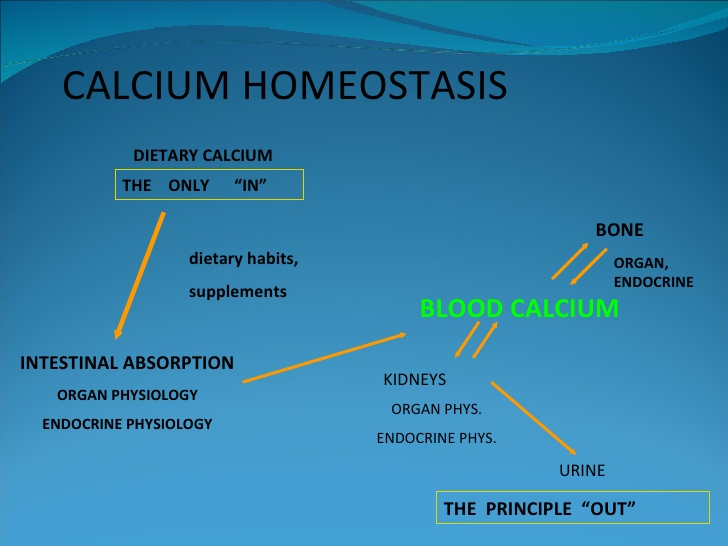 CALCIUM HOMEOSTASIS
DIETARY CALCIUM
THE ONLY “IN”
dietary habits,
supplements
BONE
ORGAN,
ENDOCRINE
BLOOD CALCIUM
INTESTINAL ABSORPTION
ORGAN PHYSIOLOGY
ENDOCRINE PHYSIOLOGY
KIDNEYS
ORGAN PHYS.
ENDOCRINE PHYS.
URINE
THE PRINCIPLE “OUT”